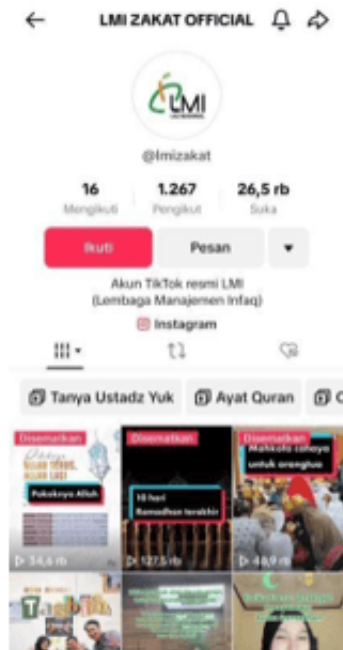 LMI ZAKAT OFFICIAL
LMI
@lmizakat
16 1.267 26,5 rb
Mengikuti Pengikut Suka
Ikuti Pesan
Akun TikTok resmi LMI
(Lembaga Manajemen Infaq)
Instagram
Tanya Ustadz Yuk Ayat Quran
Disematkan Disematkan Disematkan
Mahkota cahaya
untuk orangtua
Pokoknya Allah
10 hari
Ramadhan terakhir
34,6 rb 127,5 rb 48,9 rb